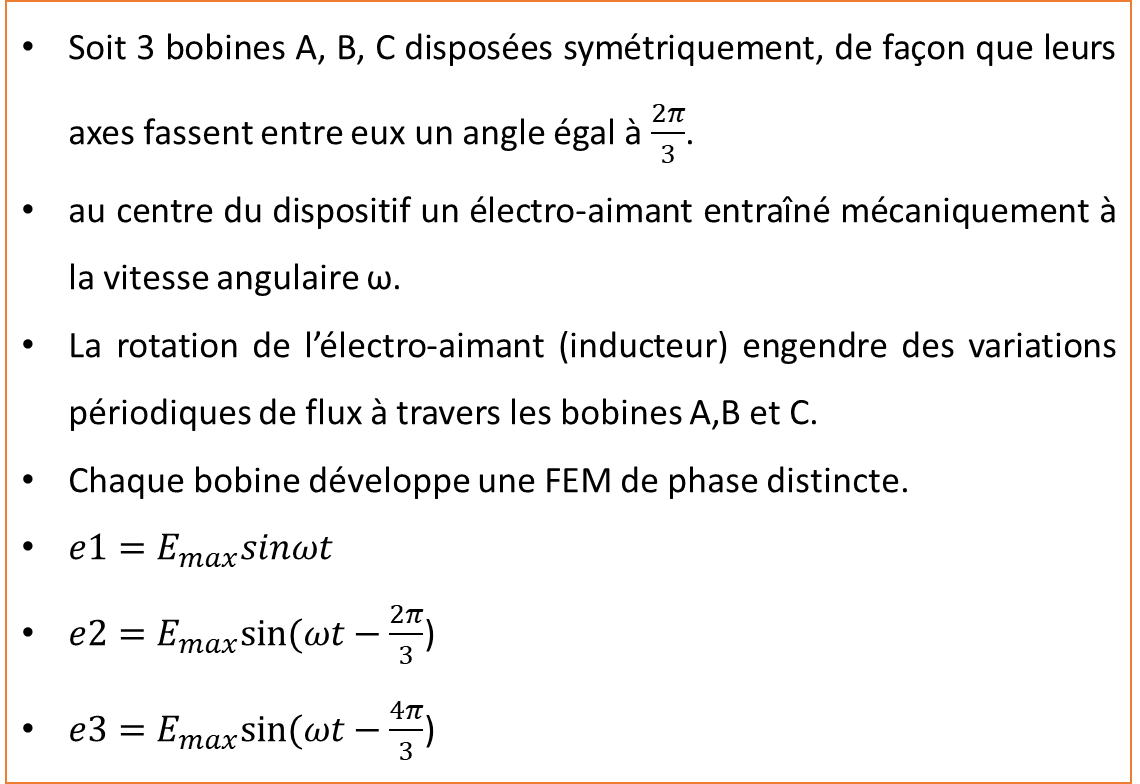 • Soit 3 bobines A, B, C disposées symétriquement, de façon que leurs
axes fassent entre eux un angle égal à 2π/3.
• au centre du dispositif un électro-aimant entraîné mécaniquement à
la vitesse angulaire ω.
• La rotation de l’électro-aimant (inducteur) engendre des variations
périodiques de flux à travers les bobines A,B et C.
• Chaque bobine développe une FEM de phase distincte.
• e1 = E_max sinωt
• e2 = E_max sin(ωt − 2π/3)
• e3 = E_max sin(ωt − 4π/3)